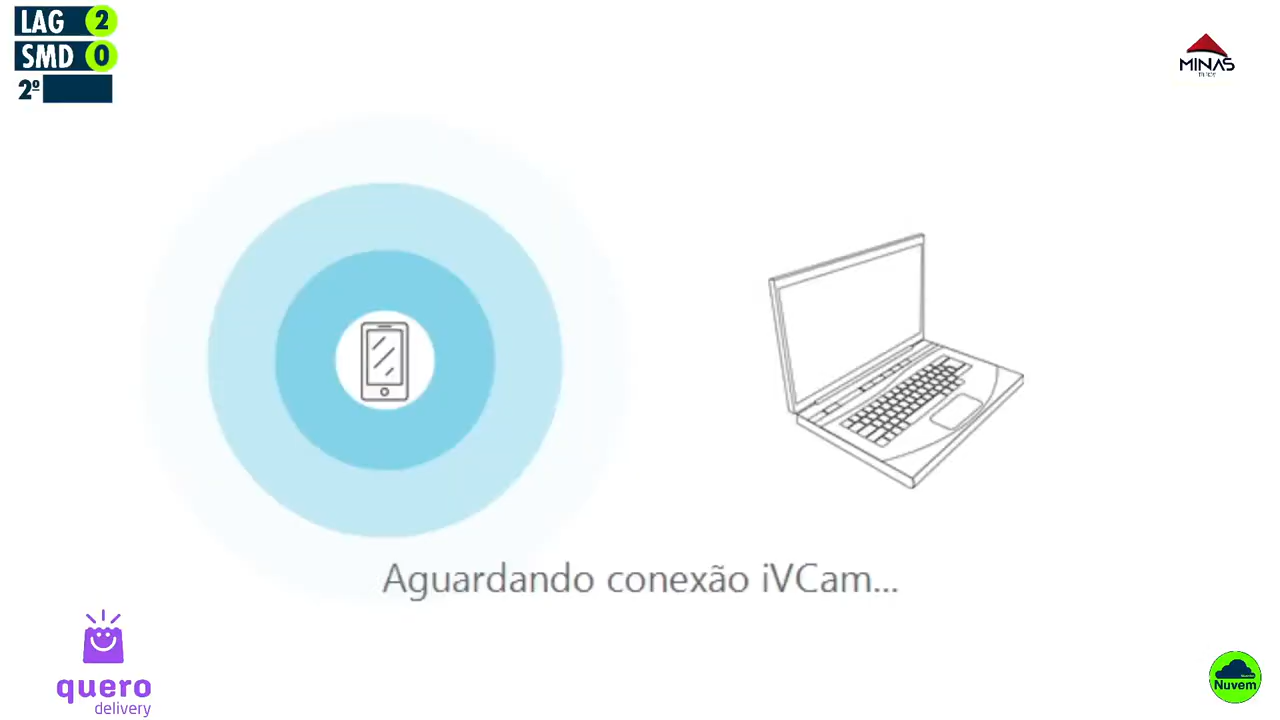 LAG 2
SMD 0
2º
MINAS
Aguardando conexão iVCam...
quero
delivery
Nuvem